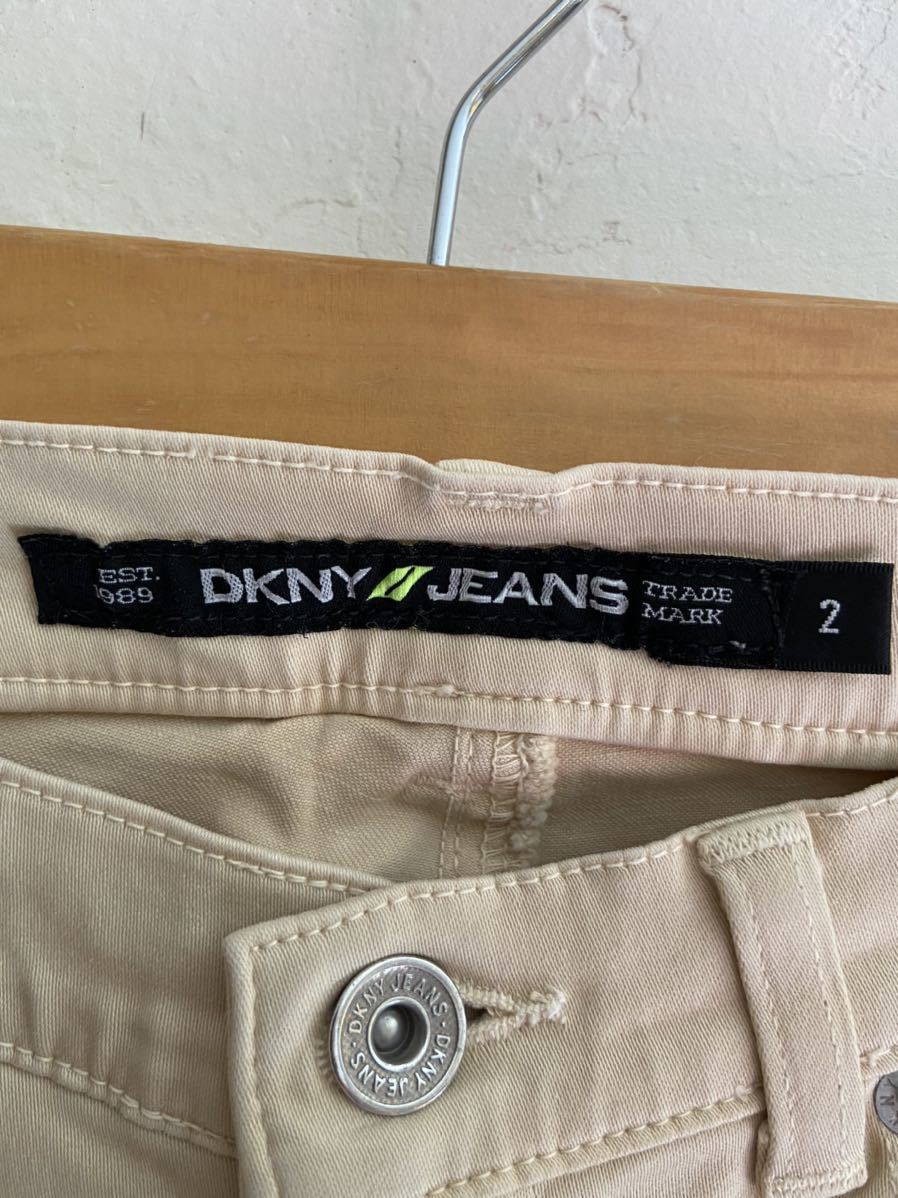 EST.
1989
DKNY JEANS
TRADE
MARK
2
DKNY JEANS · DKNY JEANS ·